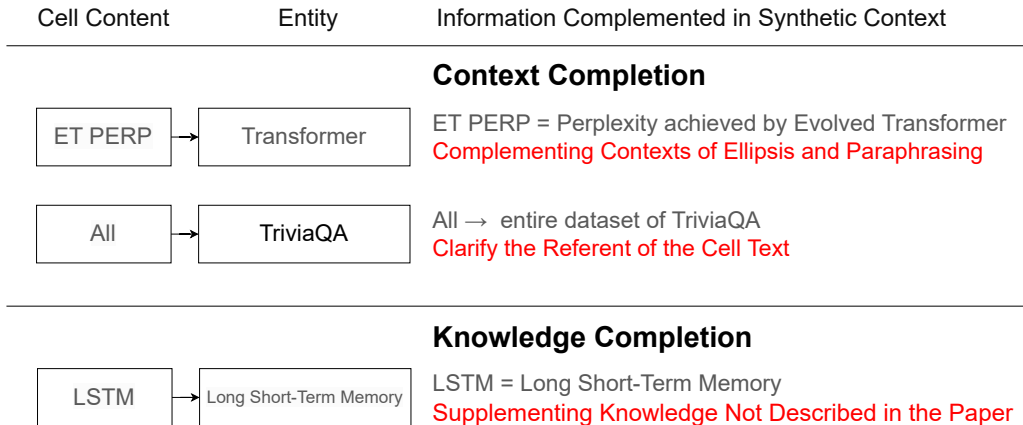 Cell Content Entity Information Complemented in Synthetic Context
Context Completion
ET PERP Transformer ET PERP = Perplexity achieved by Evolved Transformer
Complementing Contexts of Ellipsis and Paraphrasing
All TriviaQA All → entire dataset of TriviaQA
Clarify the Referent of the Cell Text
Knowledge Completion
LSTM Long Short-Term Memory LSTM = Long Short-Term Memory
Supplementing Knowledge Not Described in the Paper